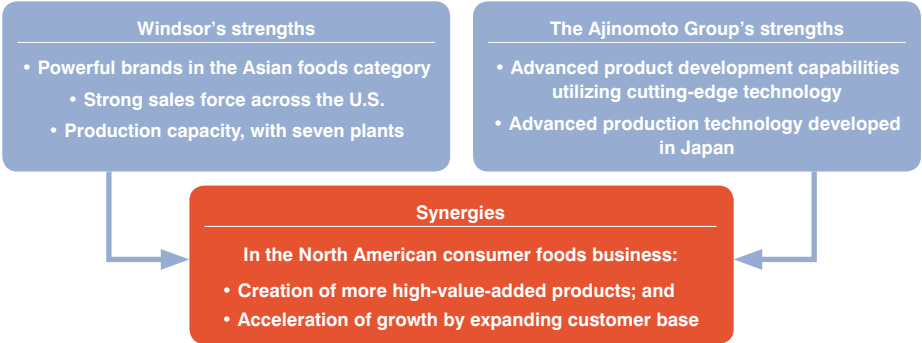 Windsor's strengths
• Powerful brands in the Asian foods category
• Strong sales force across the U.S.
• Production capacity, with seven plants
The Ajinomoto Group's strengths
• Advanced product development capabilities
utilizing cutting-edge technology
• Advanced production technology developed
in Japan
Synergies
In the North American consumer foods business:
• Creation of more high-value-added products; and
• Acceleration of growth by expanding customer base